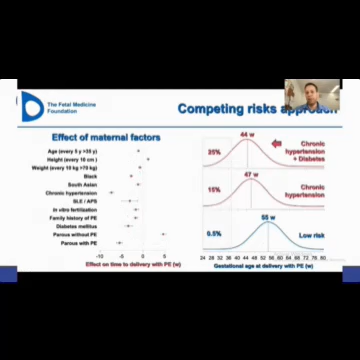 The Fetal Medicine
Foundation
Competing risks approach
Effect of maternal factors
Age (every 5 y >35 y)
Height (every 10 cm)
Weight (every 10 kg >70 kg)
Black
South Asian
Chronic hypertension
SLE / APS
In vitro fertilisation
Family history of PE
Diabetes mellitus
Parous without PE
Parous with PE
-10 -5 0 5
Effect on time to delivery with PE (w)
44 w
35%
Chronic
hypertension
+ Diabetes
47 w
15%
Chronic
hypertension
55 w
0.5%
Low risk
24 28 32 36 40 44 48 52 56 60 64 68 72 76 80
Gestational age at delivery with PE (w)